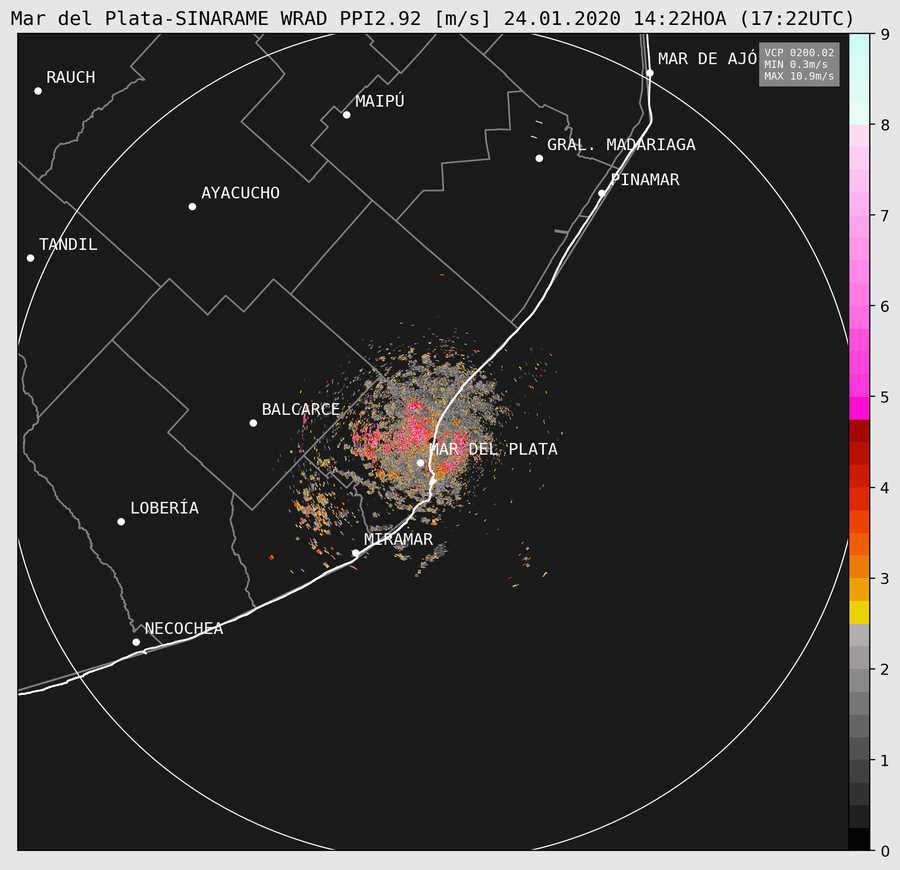 Mar del Plata-SINARAME WRAD PPI2.92 [m/s] 24.01.2020 14:22HOA (17:22UTC)
VCP 0200.02
MIN 0.3m/s
MAX 10.9m/s
MAR DE AJÓ
RAUCH
MAIPÚ
GRAL. MADARIAGA
PINAMAR
AYACUCHO
TANDIL
BALCARCE
MAR DEL PLATA
LOBERÍA
MIRAMAR
NECOCHEA
9
8
7
6
5
4
3
2
1
0